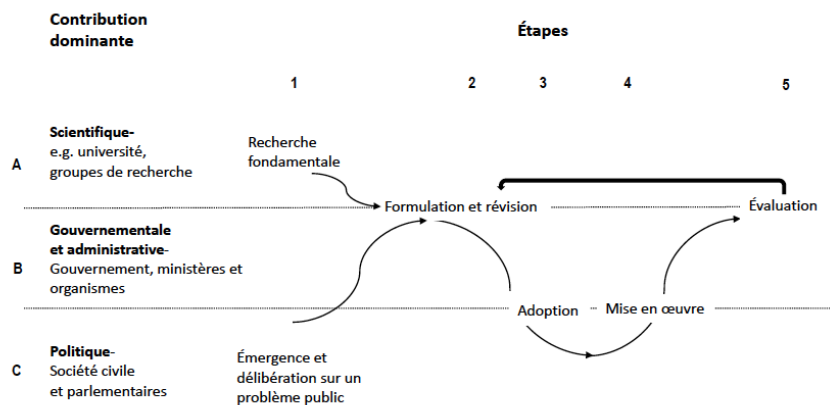 Contribution
dominante
Étapes
1 2 3 4 5
A
Scientifique-
e.g. université,
groupes de recherche
Recherche
fondamentale
Formulation et révision
Évaluation
B
Gouvernementale
et administrative-
Gouvernement, ministères et
organismes
Adoption
Mise en œuvre
C
Politique-
Société civile
et parlementaires
Émergence et
délibération sur un
problème public